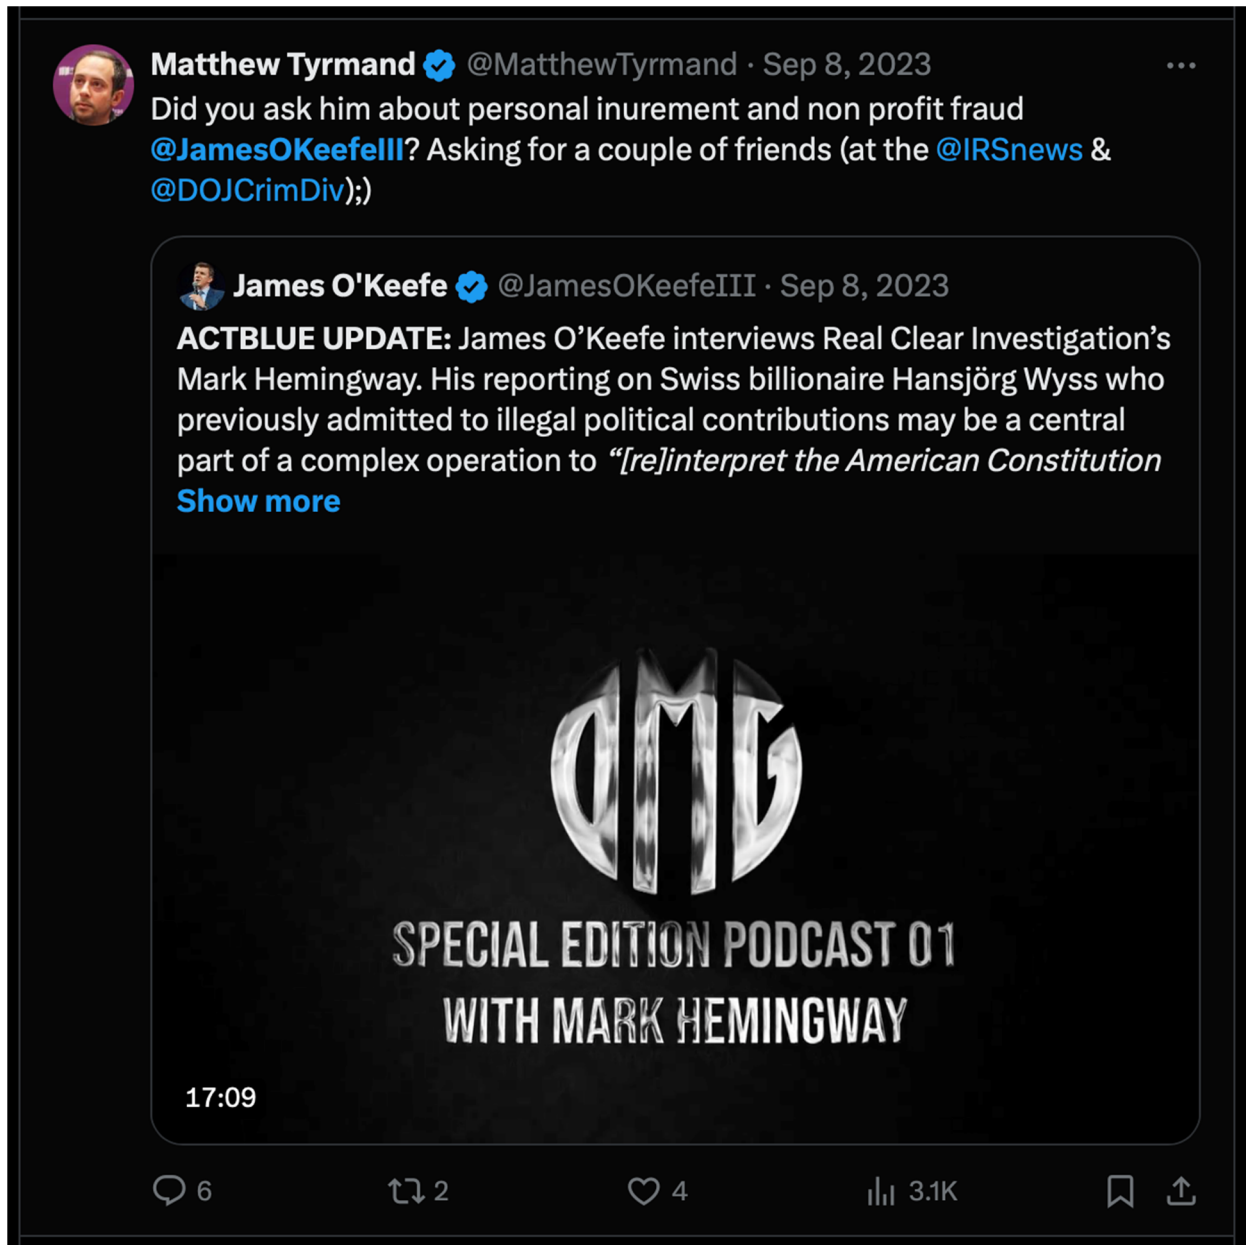 Matthew Tyrmand @MatthewTyrmand · Sep 8, 2023
Did you ask him about personal inurement and non profit fraud
@JamesOKeefeIII? Asking for a couple of friends (at the @IRSnews &
@DOJCrimDiv);)
James O'Keefe @JamesOKeefeIII · Sep 8, 2023
ACTBLUE UPDATE: James O’Keefe interviews Real Clear Investigation’s
Mark Hemingway. His reporting on Swiss billionaire Hansjörg Wyss who
previously admitted to illegal political contributions may be a central
part of a complex operation to “[re]interpret the American Constitution
Show more
OMG
SPECIAL EDITION PODCAST 01
WITH MARK HEMINGWAY
17:09
6 2 4 3.1K